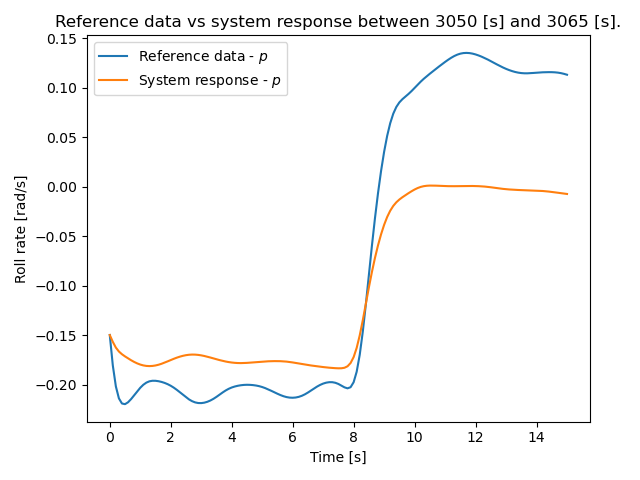 Reference data vs system response between 3050 [s] and 3065 [s].
Reference data - p
System response - p
Roll rate [rad/s]
0.15
0.10
0.05
0.00
−0.05
−0.10
−0.15
−0.20
0 2 4 6 8 10 12 14
Time [s]